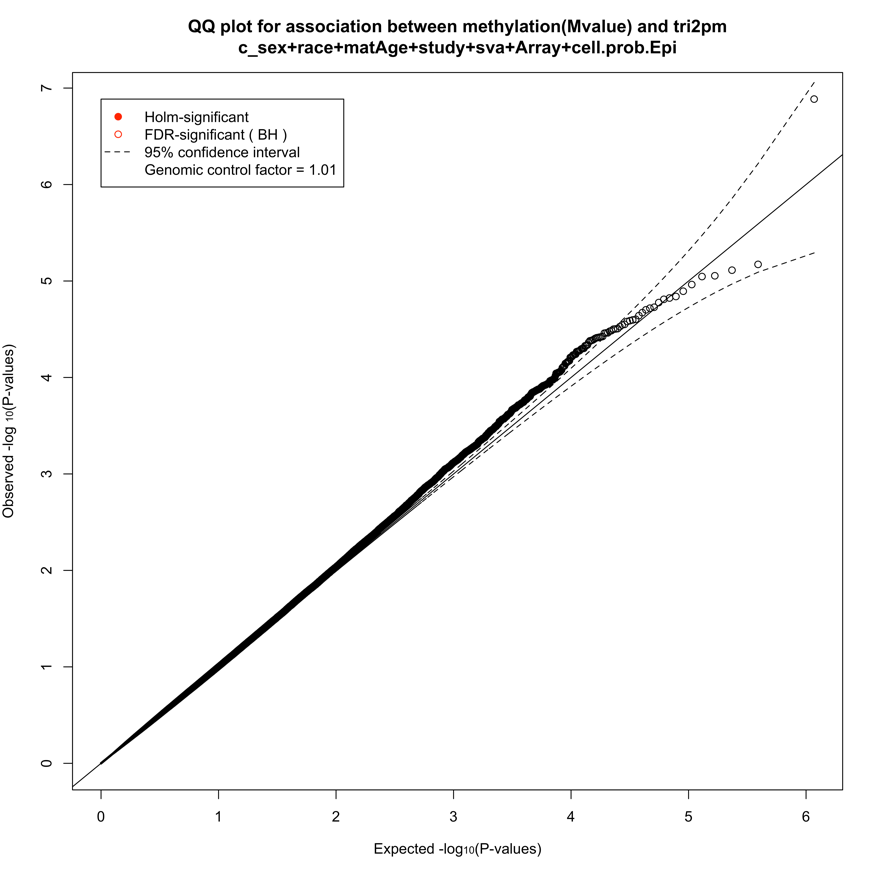 QQ plot for association between methylation(Mvalue) and tri2pm
c_sex+race+matAge+study+sva+Array+cell.prob.Epi
Holm-significant
FDR-significant ( BH )
95% confidence interval
Genomic control factor = 1.01
7
6
5
4
3
2
1
0
Observed -log 10(P-values)
0 1 2 3 4 5 6
Expected -log10(P-values)